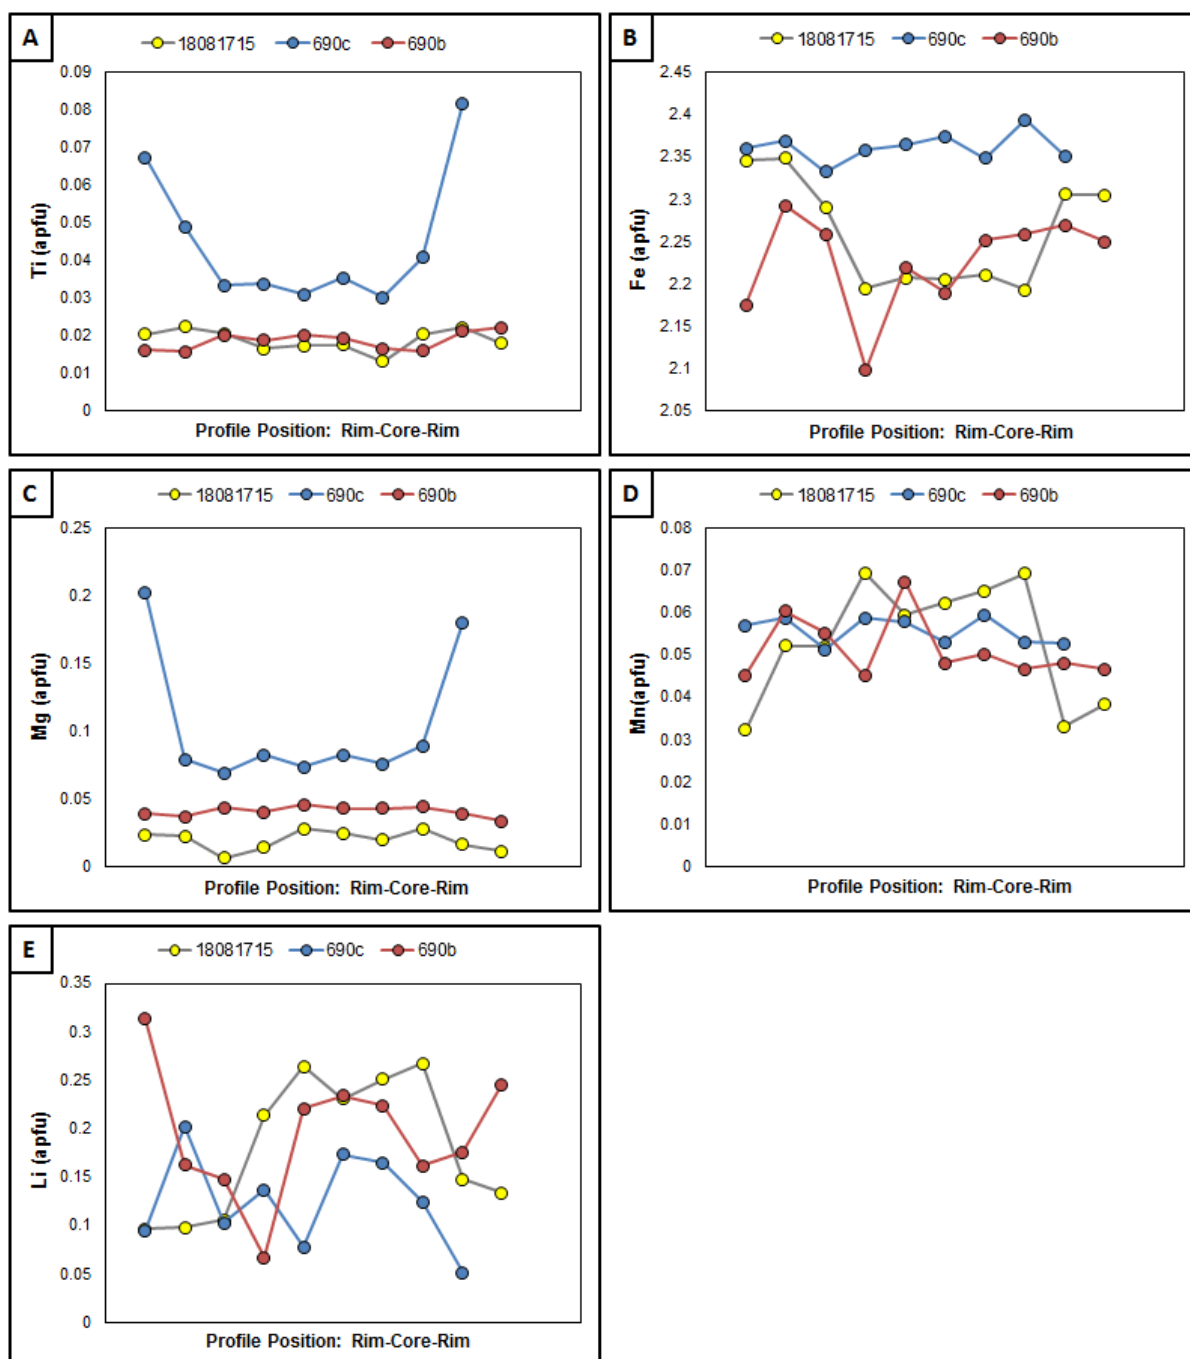 A
18081715 690c 690b
0.09
0.08
0.07
0.06
0.05
0.04
0.03
0.02
0.01
0
Ti (apfu)
Profile Position: Rim-Core-Rim
B
18081715 690c 690b
2.45
2.4
2.35
2.3
2.25
2.2
2.15
2.1
2.05
Fe (apfu)
Profile Position: Rim-Core-Rim
C
18081715 690c 690b
0.25
0.2
0.15
0.1
0.05
0
Mg (apfu)
Profile Position: Rim-Core-Rim
D
18081715 690c 690b
0.08
0.07
0.06
0.05
0.04
0.03
0.02
0.01
0
Mn(apfu)
Profile Position: Rim-Core-Rim
E
18081715 690c 690b
0.35
0.3
0.25
0.2
0.15
0.1
0.05
0
Li (apfu)
Profile Position: Rim-Core-Rim